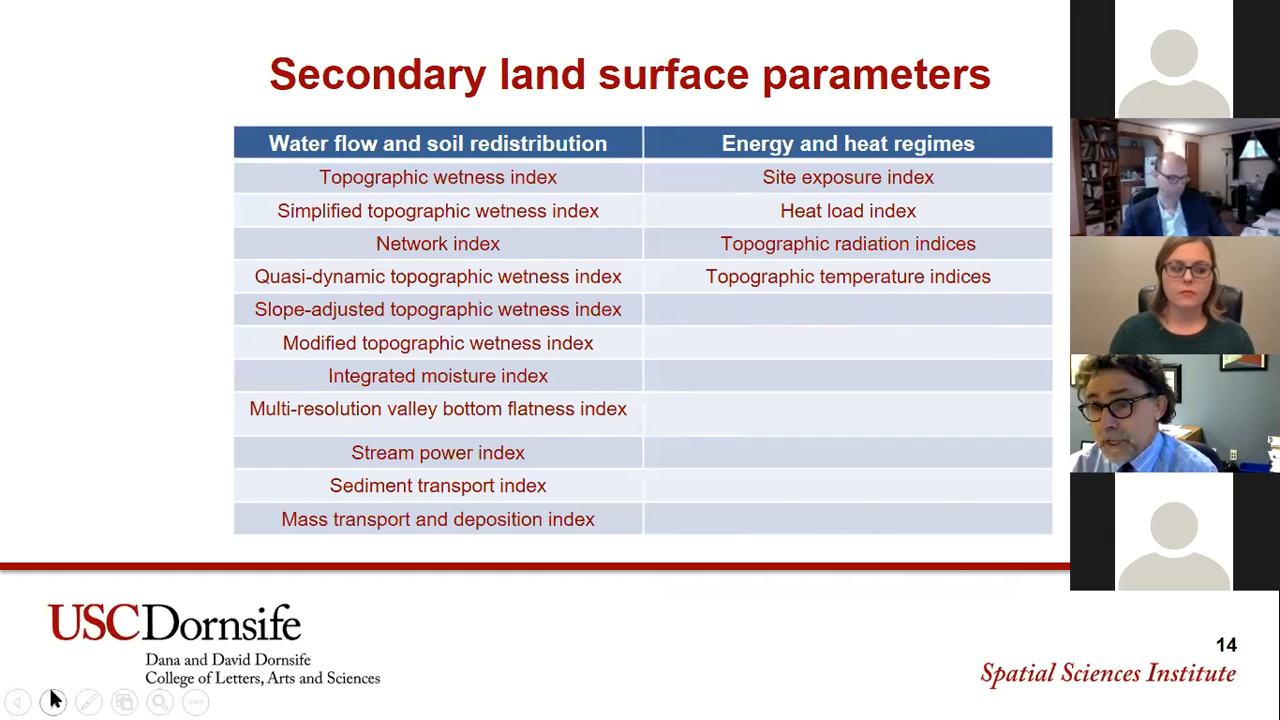 Secondary land surface parameters
Water flow and soil redistribution
Energy and heat regimes
Topographic wetness index
Site exposure index
Simplified topographic wetness index
Heat load index
Network index
Topographic radiation indices
Quasi-dynamic topographic wetness index
Topographic temperature indices
Slope-adjusted topographic wetness index
Modified topographic wetness index
Integrated moisture index
Multi-resolution valley bottom flatness index
Stream power index
Sediment transport index
Mass transport and deposition index
USCDornsife
Dana and David Dornsife
College of Letters, Arts and Sciences
14
Spatial Sciences Institute